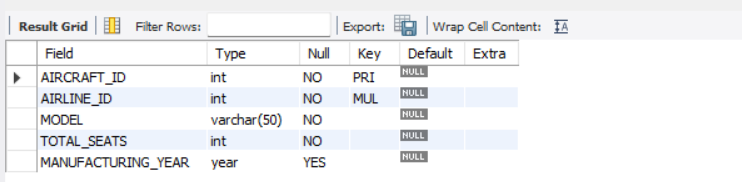 Result Grid Filter Rows: Export: Wrap Cell Content: IA
Field Type Null Key Default Extra
AIRCRAFT_ID int NO PRI NULL
AIRLINE_ID int NO MUL NULL
MODEL varchar(50) NO NULL
TOTAL_SEATS int NO NULL
MANUFACTURING_YEAR year YES NULL